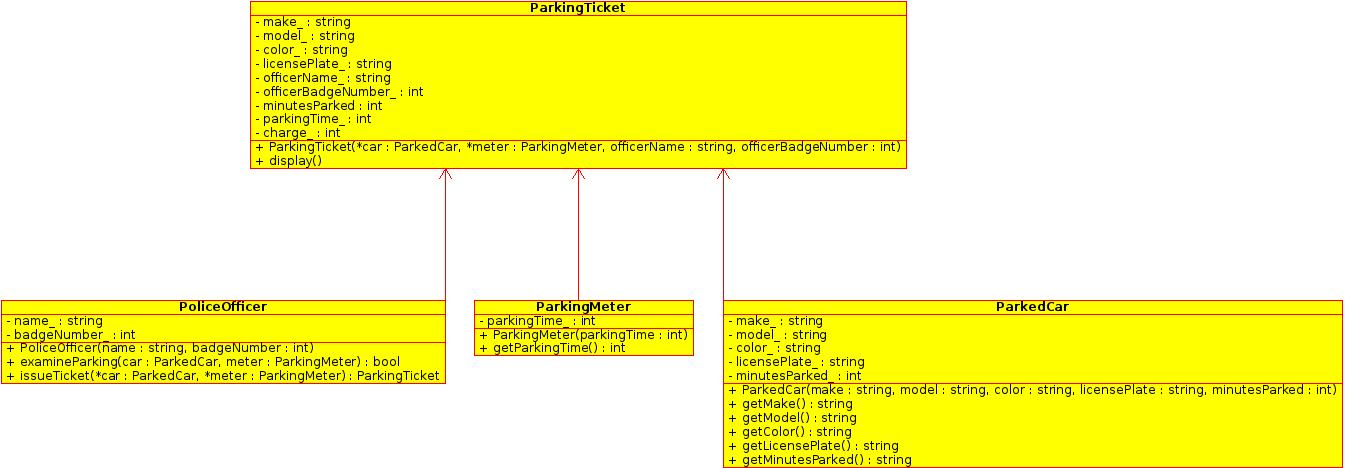 ParkingTicket
- make_ : string
- model_ : string
- color_ : string
- licensePlate_ : string
- officerName_ : string
- officerBadgeNumber_ : int
- minutesParked : int
- parkingTime_ : int
- charge_ : int
+ ParkingTicket(*car : ParkedCar, *meter : ParkingMeter, officerName : string, officerBadgeNumber : int)
+ display()
PoliceOfficer
- name_ : string
- badgeNumber_ : int
+ PoliceOfficer(name : string, badgeNumber : int)
+ examineParking(car : ParkedCar, meter : ParkingMeter) : bool
+ issueTicket(*car : ParkedCar, *meter : ParkingMeter) : ParkingTicket
ParkingMeter
- parkingTime_ : int
+ ParkingMeter(parkingTime : int)
+ getParkingTime() : int
ParkedCar
- make_ : string
- model_ : string
- color_ : string
- licensePlate_ : string
- minutesParked_ : int
+ ParkedCar(make : string, model : string, color : string, licensePlate : string, minutesParked : int)
+ getMake() : string
+ getModel() : string
+ getColor() : string
+ getLicensePlate() : string
+ getMinutesParked() : string